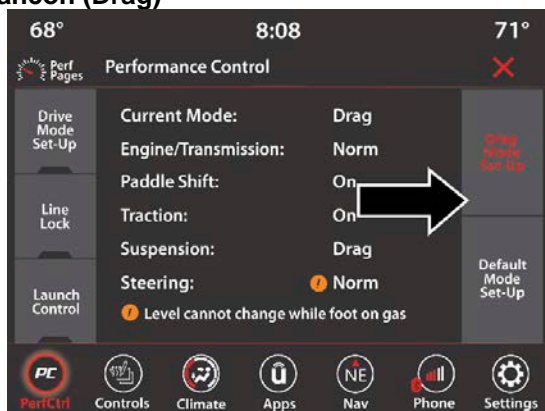 anceon (Drag)
68° 8:08 71°
Perf Pages Performance Control
Drive Mode Set-Up
Line Lock
Launch Control
Current Mode: Drag
Engine/Transmission: Norm
Paddle Shift: On
Traction: On
Suspension: Drag
Steering: ! Norm
! Level cannot change while foot on gas
Drag Mode Set-Up
Default Mode Set-Up
PC
PerfCtrl Controls Climate Apps Nav Phone Settings
û
NE